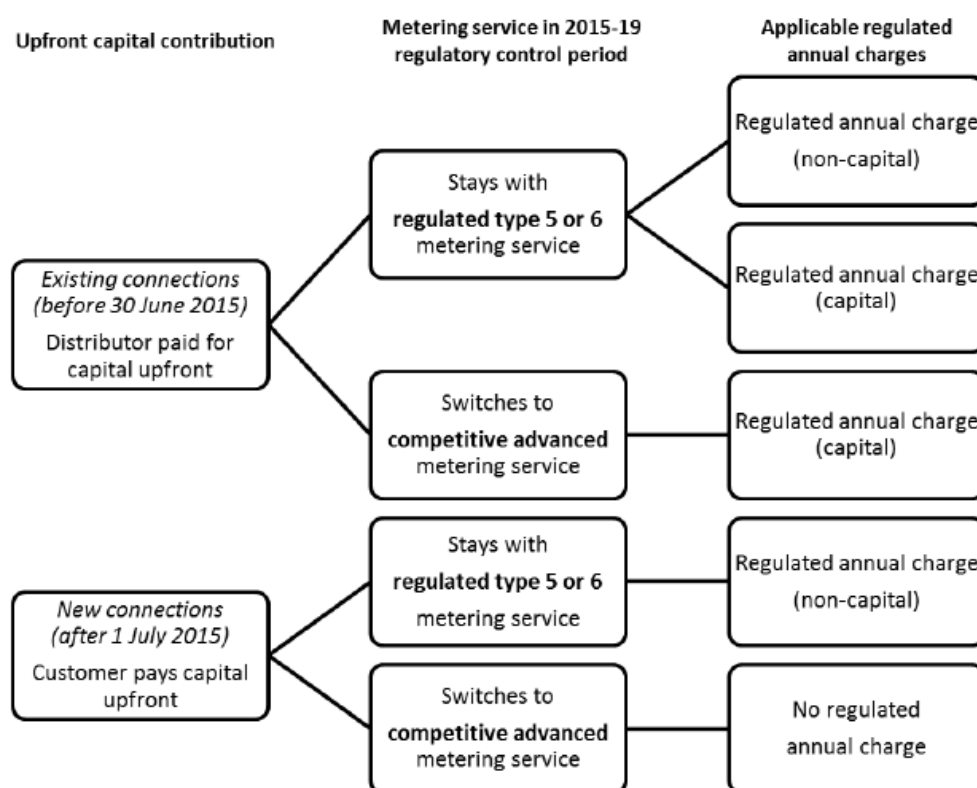 Upfront capital contribution
Metering service in 2015-19
regulatory control period
Applicable regulated
annual charges
Existing connections
(before 30 June 2015)
Distributor paid for
capital upfront
Stays with
regulated type 5 or 6
metering service
Regulated annual charge
(non-capital)
Regulated annual charge
(capital)
Switches to
competitive advanced
metering service
Regulated annual charge
(capital)
New connections
(after 1 July 2015)
Customer pays capital
upfront
Stays with
regulated type 5 or 6
metering service
Regulated annual charge
(non-capital)
Switches to
competitive advanced
metering service
No regulated
annual charge